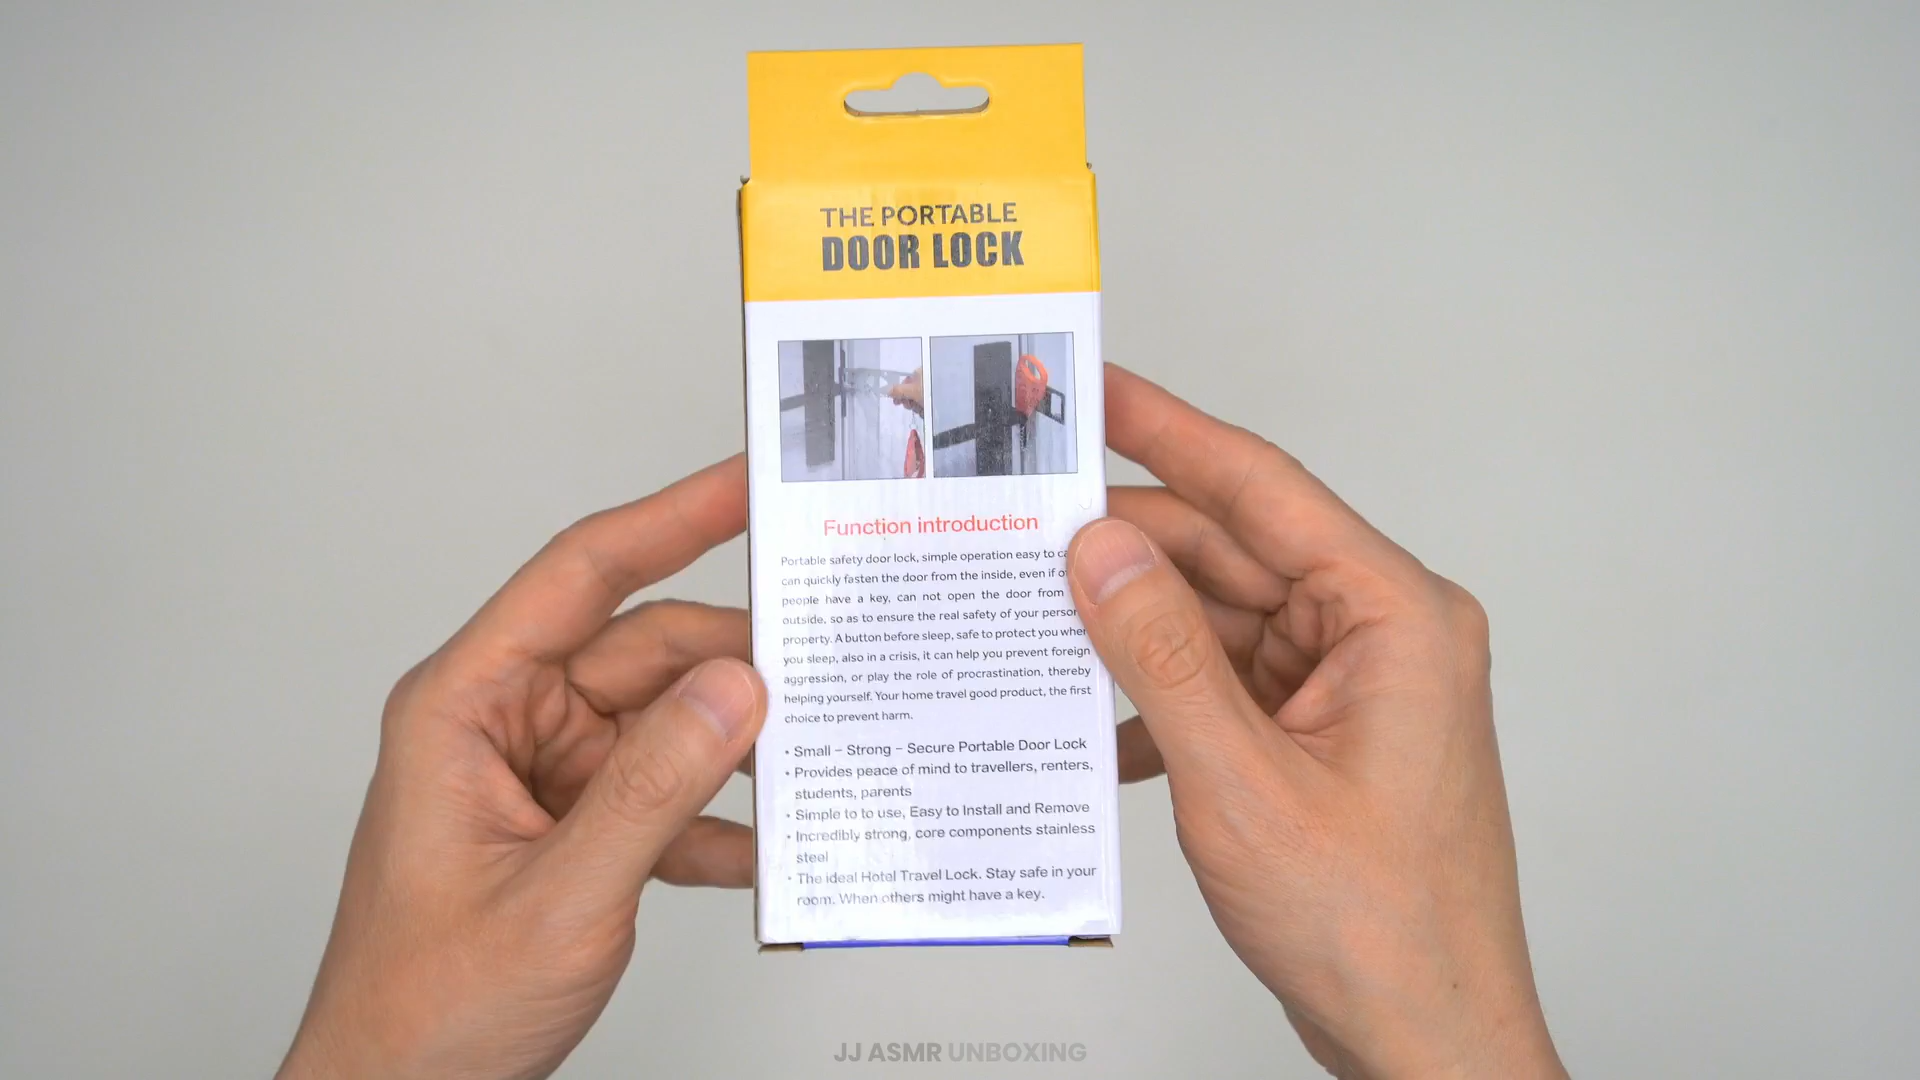 THE PORTABLE
DOOR LOCK
Function introduction
Portable safety door lock, simple operation easy to
can quickly fasten the door from the inside, even if
people have a key, can not open the door from
outside, so as to ensure the real safety of your
property. A button before sleep, safe to protect you when
you sleep, also in a crisis, it can help you prevent foreign
aggression, or play the role of procrastination, thereby
helping yourself. Your home travel good product, the first
choice to prevent harm.
• Small – Strong – Secure Portable Door Lock
• Provides peace of mind to travellers, renters,
students, parents
• Simple to to use, Easy to Install and Remove
• Incredibly strong, core components stainless
steel
• The ideal Hotel Travel Lock. Stay safe in your
room. When others might have a key.
JJ ASMR UNBOXING